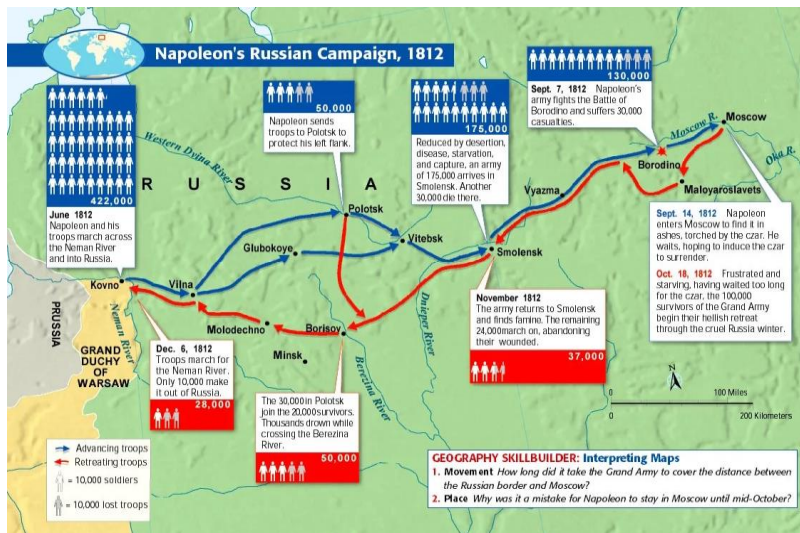 Napoleon's Russian Campaign, 1812
422,000
June 1812
Napoleon and his
troops march across
the Neman River
and into Russia.
50,000
Napoleon sends
troops to Polotsk to
protect his left flank.
175,000
Reduced by desertion,
disease, starvation,
and capture, an army
of 175,000 arrives in
Smolensk. Another
30,000 die there.
130,000
Sept. 7, 1812 Napoleon's
army fights the Battle of
Borodino and suffers 30,000
casualties.
Western Dvina River
RUSSIA
Moscow R.
Moscow
Oka R.
Borodino
Maloyaroslavets
Vyazma
Polotsk
Glubokoye
Vitebsk
Smolensk
Kovno
Vilna
Molodechno
Borisov
Minsk
Neman River
Dnieper River
Berezina River
PRUSSIA
GRAND
DUCHY
OF
WARSAW
Sept. 14, 1812 Napoleon
enters Moscow to find it in
ashes, torched by the czar. He
waits, hoping to induce the czar
to surrender.
Oct. 18, 1812 Frustrated and
starving, having waited too long
for the czar, the 100,000
survivors of the Grand Army
begin their hellish retreat
through the cruel Russia winter.
November 1812
The army returns to Smolensk
and finds famine. The remaining
24,000march on, abandoning
their wounded.
37,000
Dec. 6, 1812
Troops march for
the Neman River.
Only 10,000 make
it out of Russia.
28,000
The 30,000in Polotsk
join the 20,000survivors.
Thousands drown while
crossing the Berezina
River.
50,000
N
0 100 Miles
0 200 Kilometers
Advancing troops
Retreating troops
= 10,000 soldiers
= 10,000 lost troops
GEOGRAPHY SKILLBUILDER: Interpreting Maps
1. Movement How long did it take the Grand Army to cover the distance between
the Russian border and Moscow?
2. Place Why was it a mistake for Napoleon to stay in Moscow until mid-October?